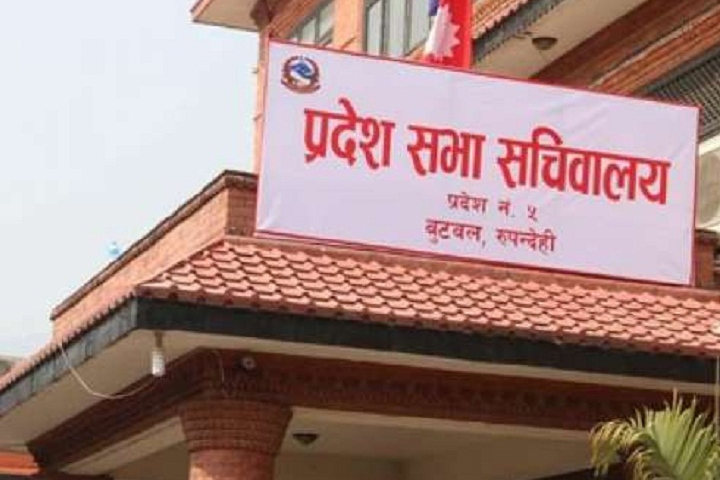 प्रदेश सभा सचिवालय
प्रदेश नं. ५
बुटवल, रुपन्देही